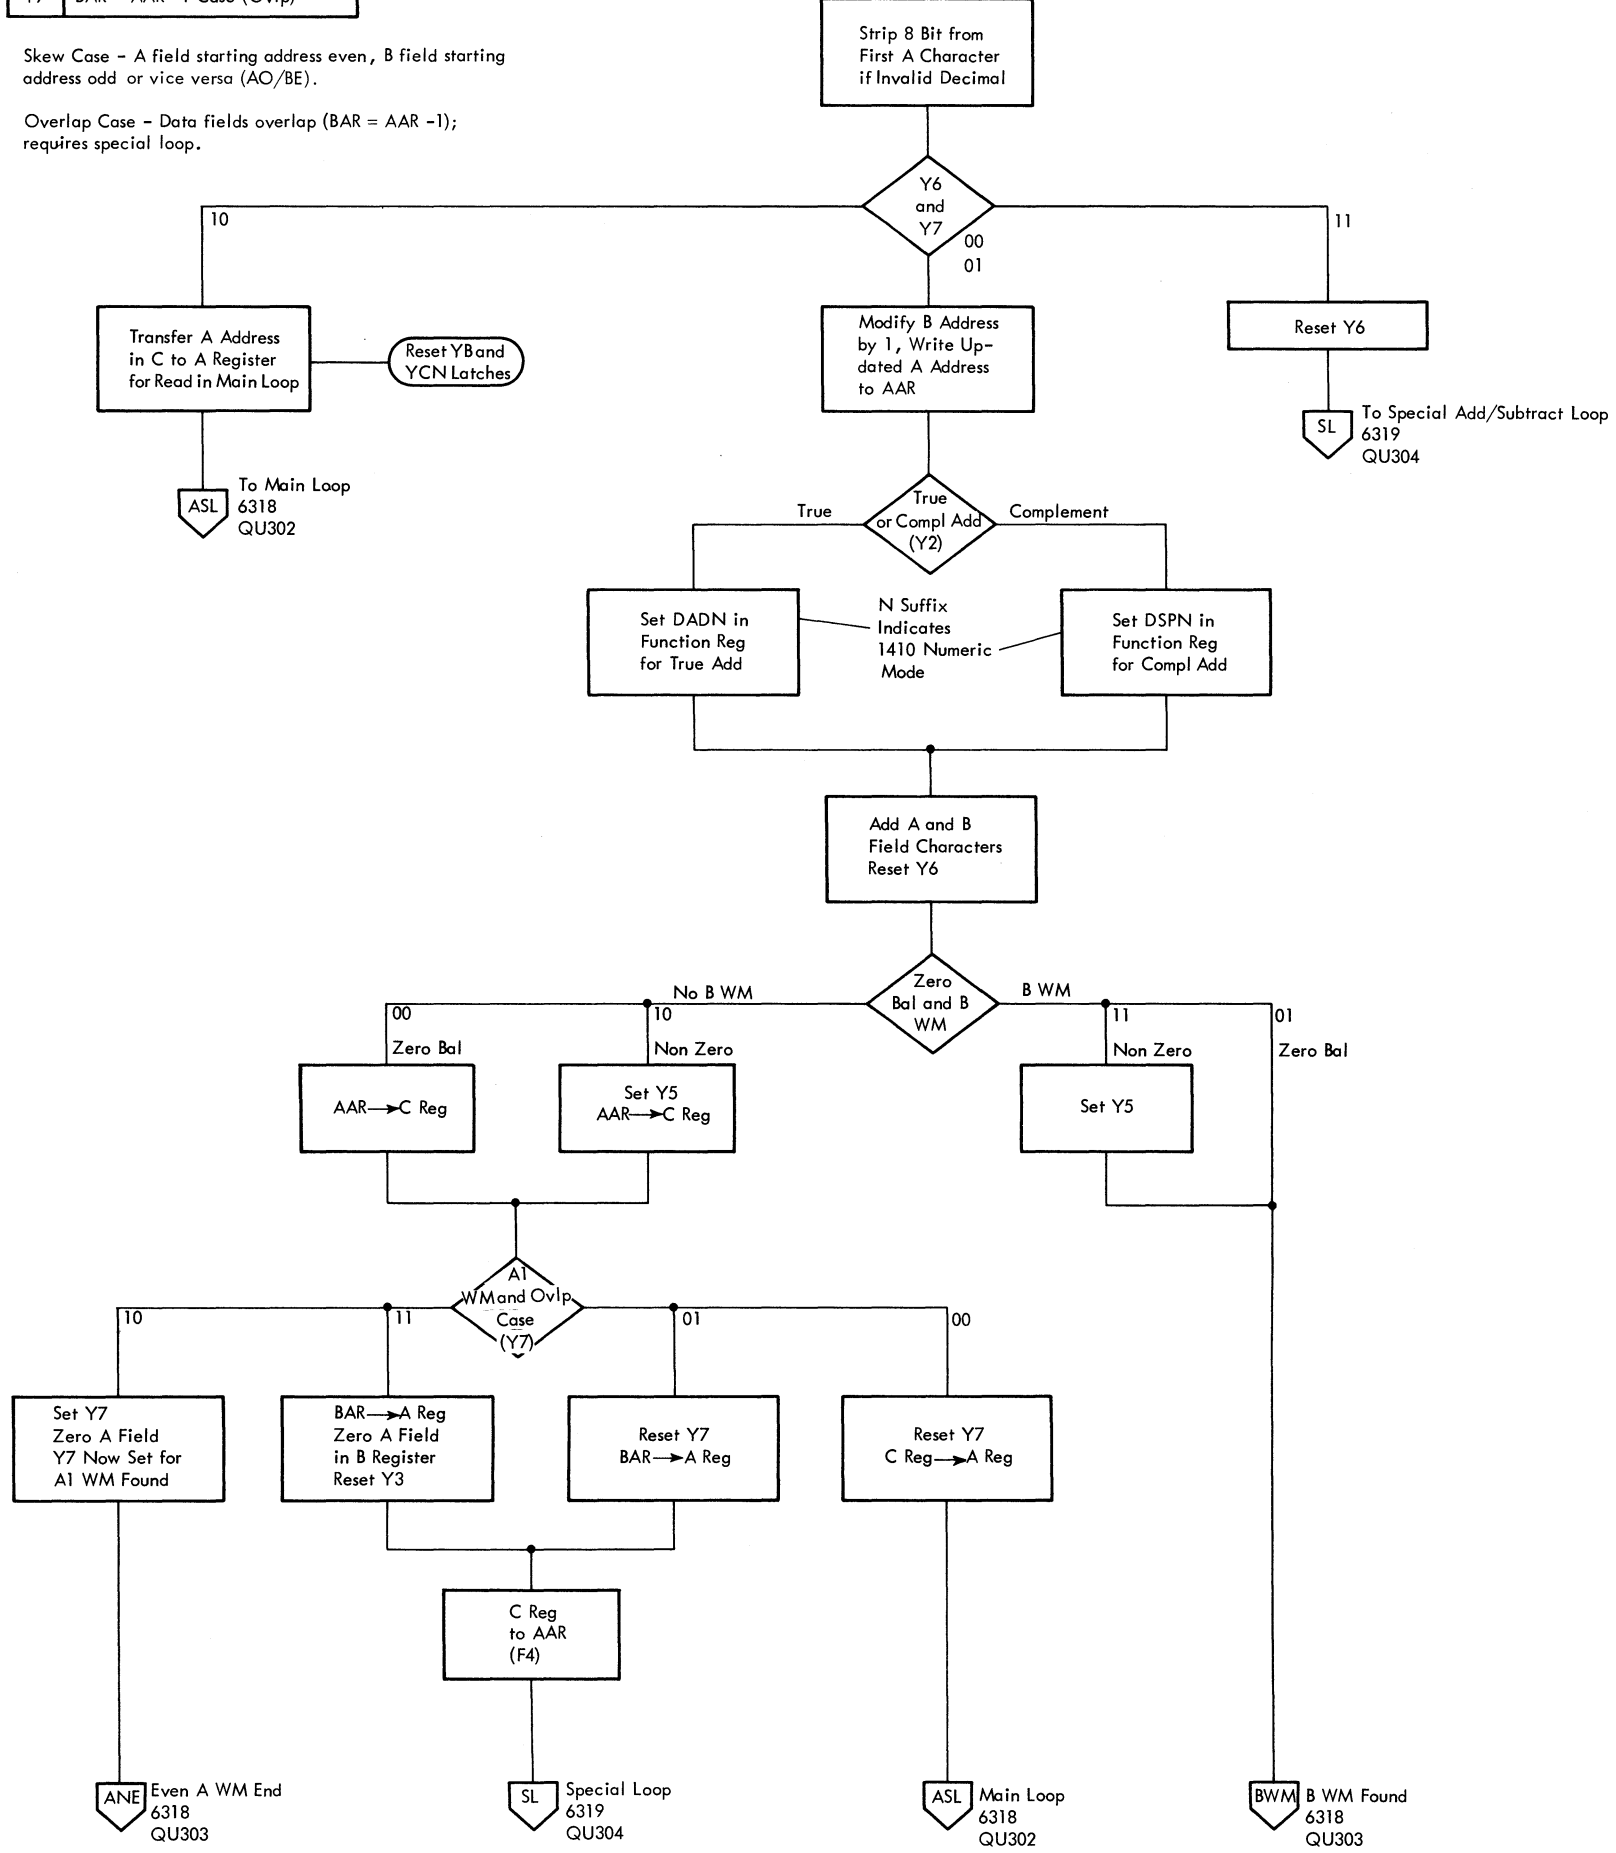 Skew Case - A field starting address even, B field starting
address odd or vice versa (AO/BE).
Overlap Case - Data fields overlap (BAR = AAR -1);
requires special loop.
Strip 8 Bit from
First A Character
if Invalid Decimal
Y6
and
Y7
10
00
01
11
Transfer A Address
in C to A Register
for Read in Main Loop
Reset YB and
YCN Latches
Modify B Address
by 1, Write Up-
dated A Address
to AAR
Reset Y6
SL
To Special Add/Subtract Loop
6319
QU304
ASL
To Main Loop
6318
QU302
True
or Compl Add
(Y2)
True
Complement
Set DADN in
Function Reg
for True Add
N Suffix
Indicates
1410 Numeric
Mode
Set DSPN in
Function Reg
for Compl Add
Add A and B
Field Characters
Reset Y6
Zero
Bal and B
WM
No B WM
B WM
00
Zero Bal
10
Non Zero
11
Non Zero
01
Zero Bal
AAR→C Reg
Set Y5
AAR→C Reg
Set Y5
A1
WM and Ovlp
Case
(Y7)
10
11
01
00
Set Y7
Zero A Field
Y7 Now Set for
A1 WM Found
BAR→A Reg
Zero A Field
in B Register
Reset Y3
Reset Y7
BAR→A Reg
Reset Y7
C Reg→A Reg
C Reg
to AAR
(F4)
ANE
Even A WM End
6318
QU303
SL
Special Loop
6319
QU304
ASL
Main Loop
6318
QU302
BWM
B WM Found
6318
QU303